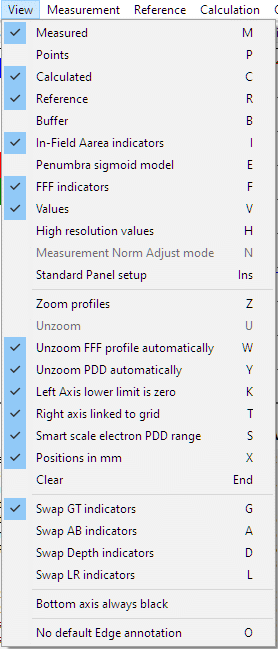 View Measurement Reference Calculation
Measured M
Points P
Calculated C
Reference R
Buffer B
In-Field Aarea indicators I
Penumbra sigmoid model E
FFF indicators F
Values V
High resolution values H
Measurement Norm Adjust mode N
Standard Panel setup Ins
Zoom profiles Z
Unzoom U
Unzoom FFF profile automatically W
Unzoom PDD automatically Y
Left Axis lower limit is zero K
Right axis linked to grid T
Smart scale electron PDD range S
Positions in mm X
Clear End
Swap GT indicators G
Swap AB indicators A
Swap Depth indicators D
Swap LR indicators L
Bottom axis always black
No default Edge annotation O